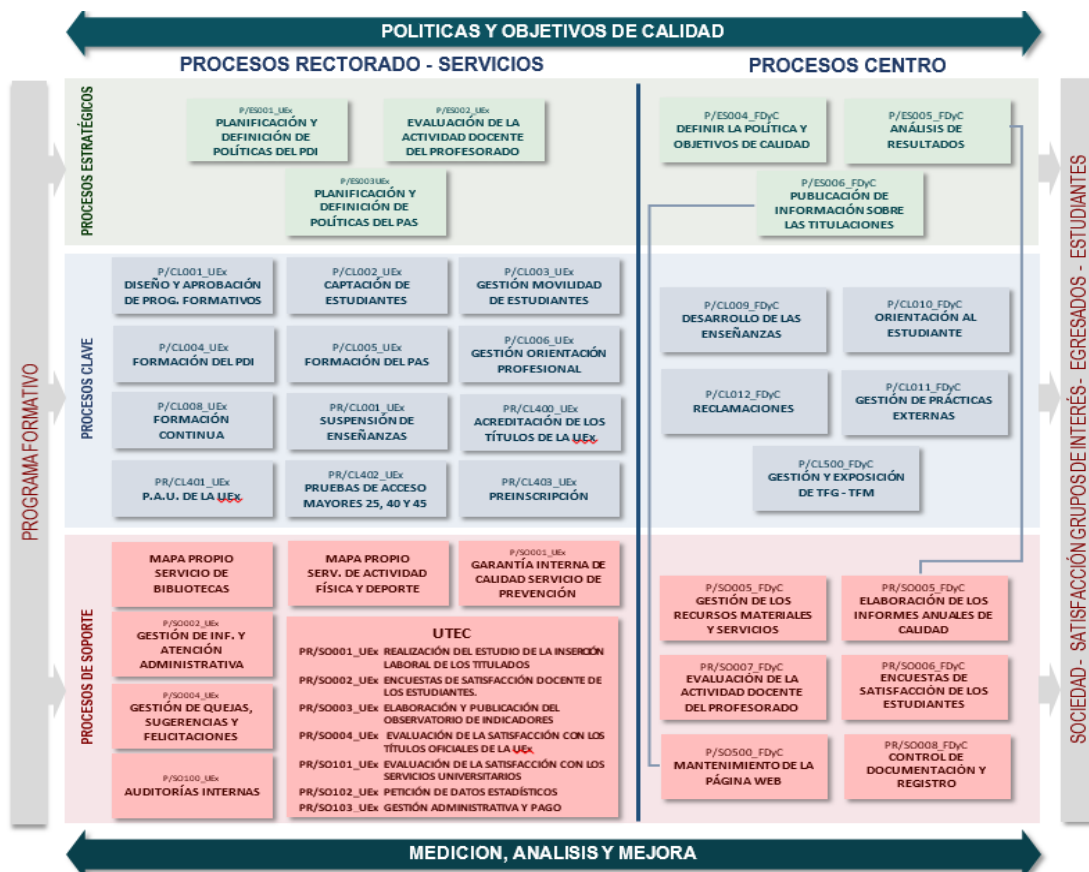 POLITICAS Y OBJETIVOS DE CALIDAD
PROCESOS RECTORADO - SERVICIOS
PROCESOS CENTRO
PROGRAMA FORMATIVO
PROCESOS ESTRATÉGICOS
P/ES001_UEx
PLANIFICACIÓN Y
DEFINICIÓN DE
POLÍTICAS DEL PDI
P/ES002_UEx
EVALUACIÓN DE LA
ACTIVIDAD DOCENTE
DEL PROFESORADO
P/ES003UEx
PLANIFICACIÓN Y
DEFINICIÓN DE
POLÍTICAS DEL PAS
P/ES004_FDyC
DEFINIR LA POLÍTICA Y
OBJETIVOS DE CALIDAD
P/ES005_FDyC
ANÁLISIS DE
RESULTADOS
P/ES006_FDyC
PUBLICACIÓN DE
INFORMACIÓN SOBRE
LAS TITULACIONES
PROCESOS CLAVE
P/CL001_UEx
DISEÑO Y APROBACIÓN
DE PROG. FORMATIVOS
P/CL002_UEx
CAPTACIÓN DE
ESTUDIANTES
P/CL003_UEx
GESTIÓN MOVILIDAD
DE ESTUDIANTES
P/CL004_UEx
FORMACIÓN DEL PDI
P/CL005_UEx
FORMACIÓN DEL PAS
P/CL006_UEx
GESTIÓN ORIENTACIÓN
PROFESIONAL
P/CL008_UEx
FORMACIÓN
CONTINUA
PR/CL001_UEx
SUSPENSIÓN DE
ENSEÑANZAS
PR/CL400_UEx
ACREDITACIÓN DE LOS
TÍTULOS DE LA UEx
PR/CL401_UEx
P.A.U. DE LA UEx
PR/CL402_UEx
PRUEBAS DE ACCESO
MAYORES 25, 40 Y 45
PR/CL403_UEx
PREINSCRIPCIÓN
P/CL009_FDyC
DESARROLLO DE LAS
ENSEÑANZAS
P/CL010_FDyC
ORIENTACIÓN AL
ESTUDIANTE
P/CL012_FDyC
RECLAMACIONES
P/CL011_FDyC
GESTIÓN DE PRÁCTICAS
EXTERNAS
P/CL500_FDyC
GESTIÓN Y EXPOSICIÓN
DE TFG - TFM
PROCESOS DE SOPORTE
MAPA PROPIO
SERVICIO DE
BIBLIOTECAS
MAPA PROPIO
SERV. DE ACTIVIDAD
FÍSICA Y DEPORTE
P/SO001_UEx
GARANTÍA INTERNA DE
CALIDAD SERVICIO DE
PREVENCIÓN
P/SO002_UEx
GESTIÓN DE INF. Y
ATENCIÓN
ADMINISTRATIVA
P/SO004_UEx
GESTIÓN DE QUEJAS,
SUGERENCIAS Y
FELICITACIONES
P/SO100_UEx
AUDITORÍAS INTERNAS
UTEC
PR/SO001_UEx REALIZACIÓN DEL ESTUDIO DE LA INSERCIÓN
LABORAL DE LOS TITULADOS
PR/SO002_UEx ENCUESTAS DE SATISFACCIÓN DOCENTE DE
LOS ESTUDIANTES.
PR/SO003_UEx ELABORACIÓN Y PUBLICACIÓN DEL
OBSERVATORIO DE INDICADORES
PR/SO004_UEx EVALUACIÓN DE LA SATISFACCIÓN CON LOS
TÍTULOS OFICIALES DE LA UEx
PR/SO101_UEx EVALUACIÓN DE LA SATISFACCIÓN CON LOS
SERVICIOS UNIVERSITARIOS
PR/SO102_UEx PETICIÓN DE DATOS ESTADÍSTICOS
PR/SO103_UEx GESTIÓN ADMINISTRATIVA Y PAGO
P/SO005_FDyC
GESTIÓN DE LOS
RECURSOS MATERIALES
Y SERVICIOS
PR/SO005_FDyC
ELABORACIÓN DE LOS
INFORMES ANUALES
DE CALIDAD
PR/SO007_FDyC
EVALUACIÓN DE LA
ACTIVIDAD DOCENTE
DEL PROFESORADO
PR/SO006_FDyC
ENCUESTAS DE
SATISFACCIÓN DE LOS
ESTUDIANTES
P/SO500_FDyC
MANTENIMIENTO DE LA
PÁGINA WEB
PR/SO008_FDyC
CONTROL DE
DOCUMENTACIÓN Y
REGISTRO
SOCIEDAD - SATISFACCIÓN GRUPOS DE INTERÉS - EGRESADOS - ESTUDIANTES
MEDICION, ANALISIS Y MEJORA